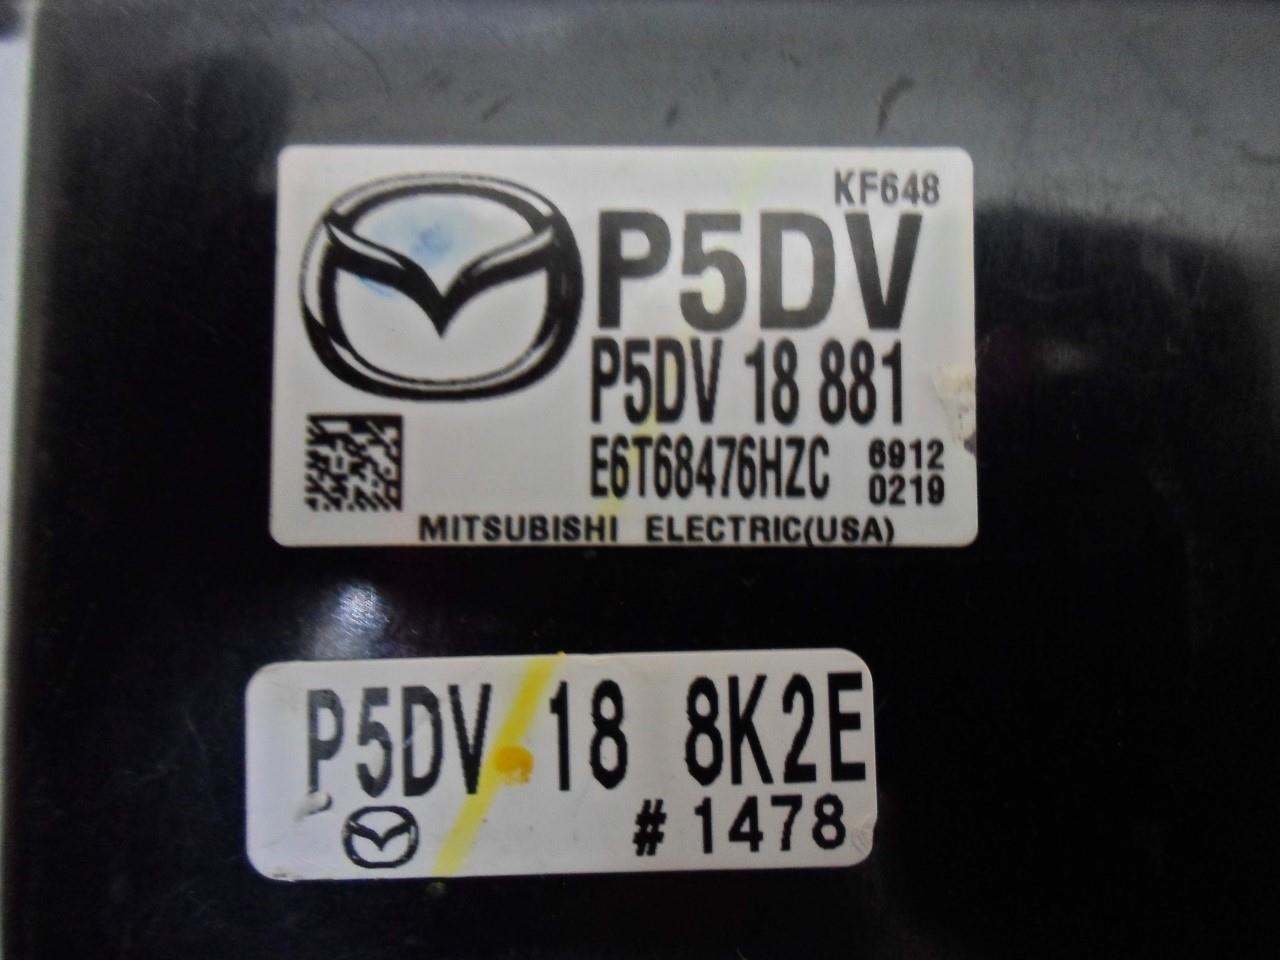 KF648
P5DV
P5DV 18 881
E6T68476HZC 6912
0219
MITSUBISHI ELECTRIC(USA)
P5DV 18 8K2E
# 1478